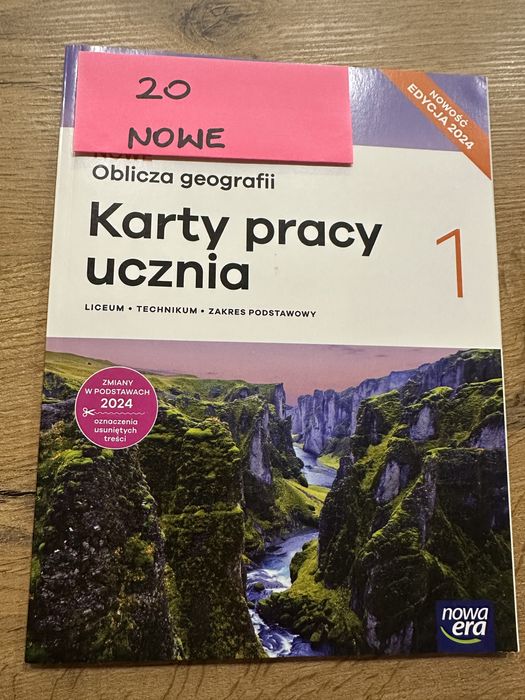 20
NOWE
NOWOŚĆ
EDYCJA 2024
Oblicza geografii
Karty pracy
ucznia
1
LICEUM • TECHNIKUM • ZAKRES PODSTAWOWY
ZMIANY
W PODSTAWACH
2024
oznaczenia
usuniętych
treści
nowa
era